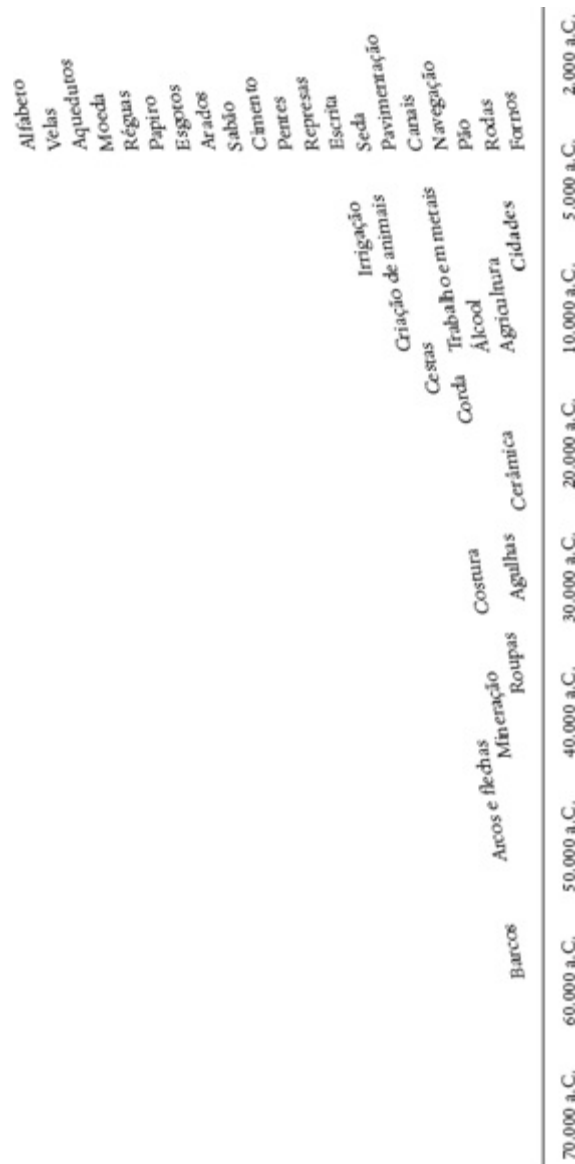 Alfabeto
Velas
Aquedutos
Moeda
Réguas
Papiro
Esgotos
Arados
Sabão
Cimento
Pentes
Represas
Escrita
Seda
Pavimentação
Canais
Navegação
Pão
Rodas
Fornos
Irrigação
Criação de animais
Cestas
Trabalho em metais
Corda
Álcool
Agricultura
Cidades
Cerâmica
Costura
Agulhas
Arcos e flechas
Mineração
Roupas
Barcos
70.000 a.C. 60.000 a.C. 50.000 a.C. 40.000 a.C. 30.000 a.C. 20.000 a.C. 10.000 a.C. 5.000 a.C. 2.000 a.C.